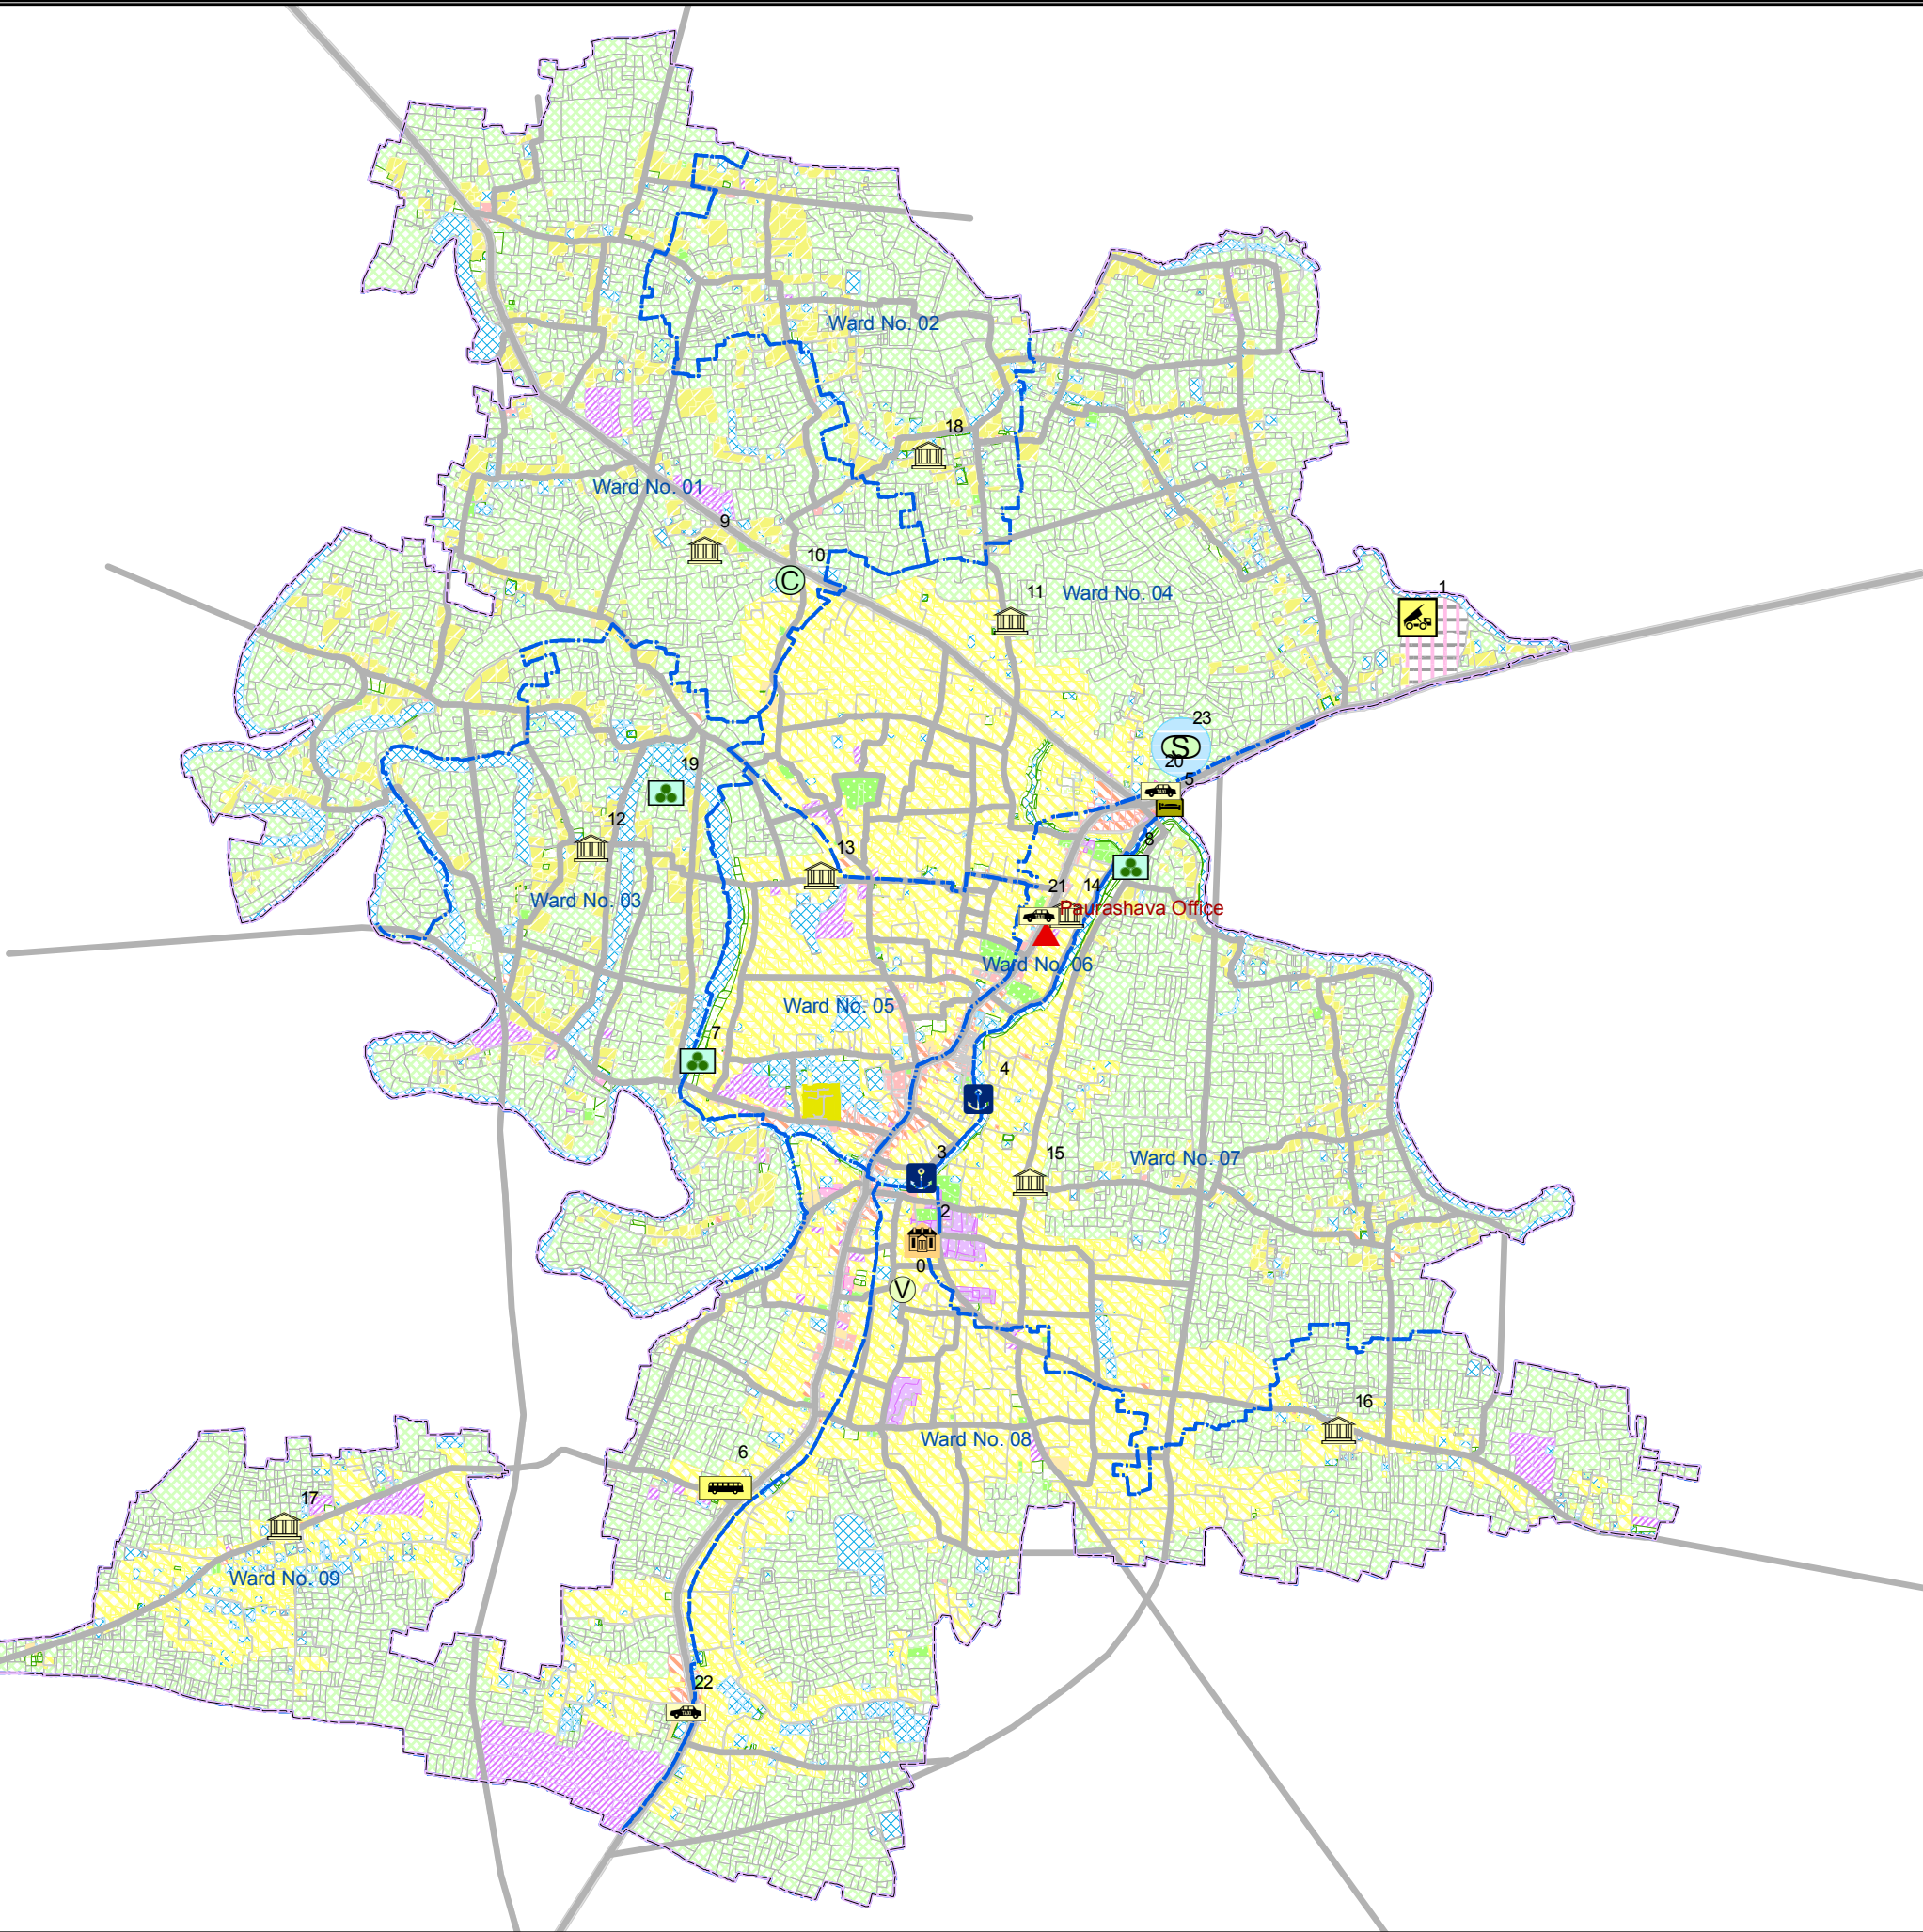 Ward No. 02
18
Ward No. 01
9
10
C
11
Ward No. 04
1
23
S
20
5
19
12
8
13
21
14
Paurashava Office
Ward No. 03
Ward No. 06
Ward No. 05
7
4
3
15
Ward No. 07
2
0
V
16
Ward No. 08
6
17
Ward No. 09
22